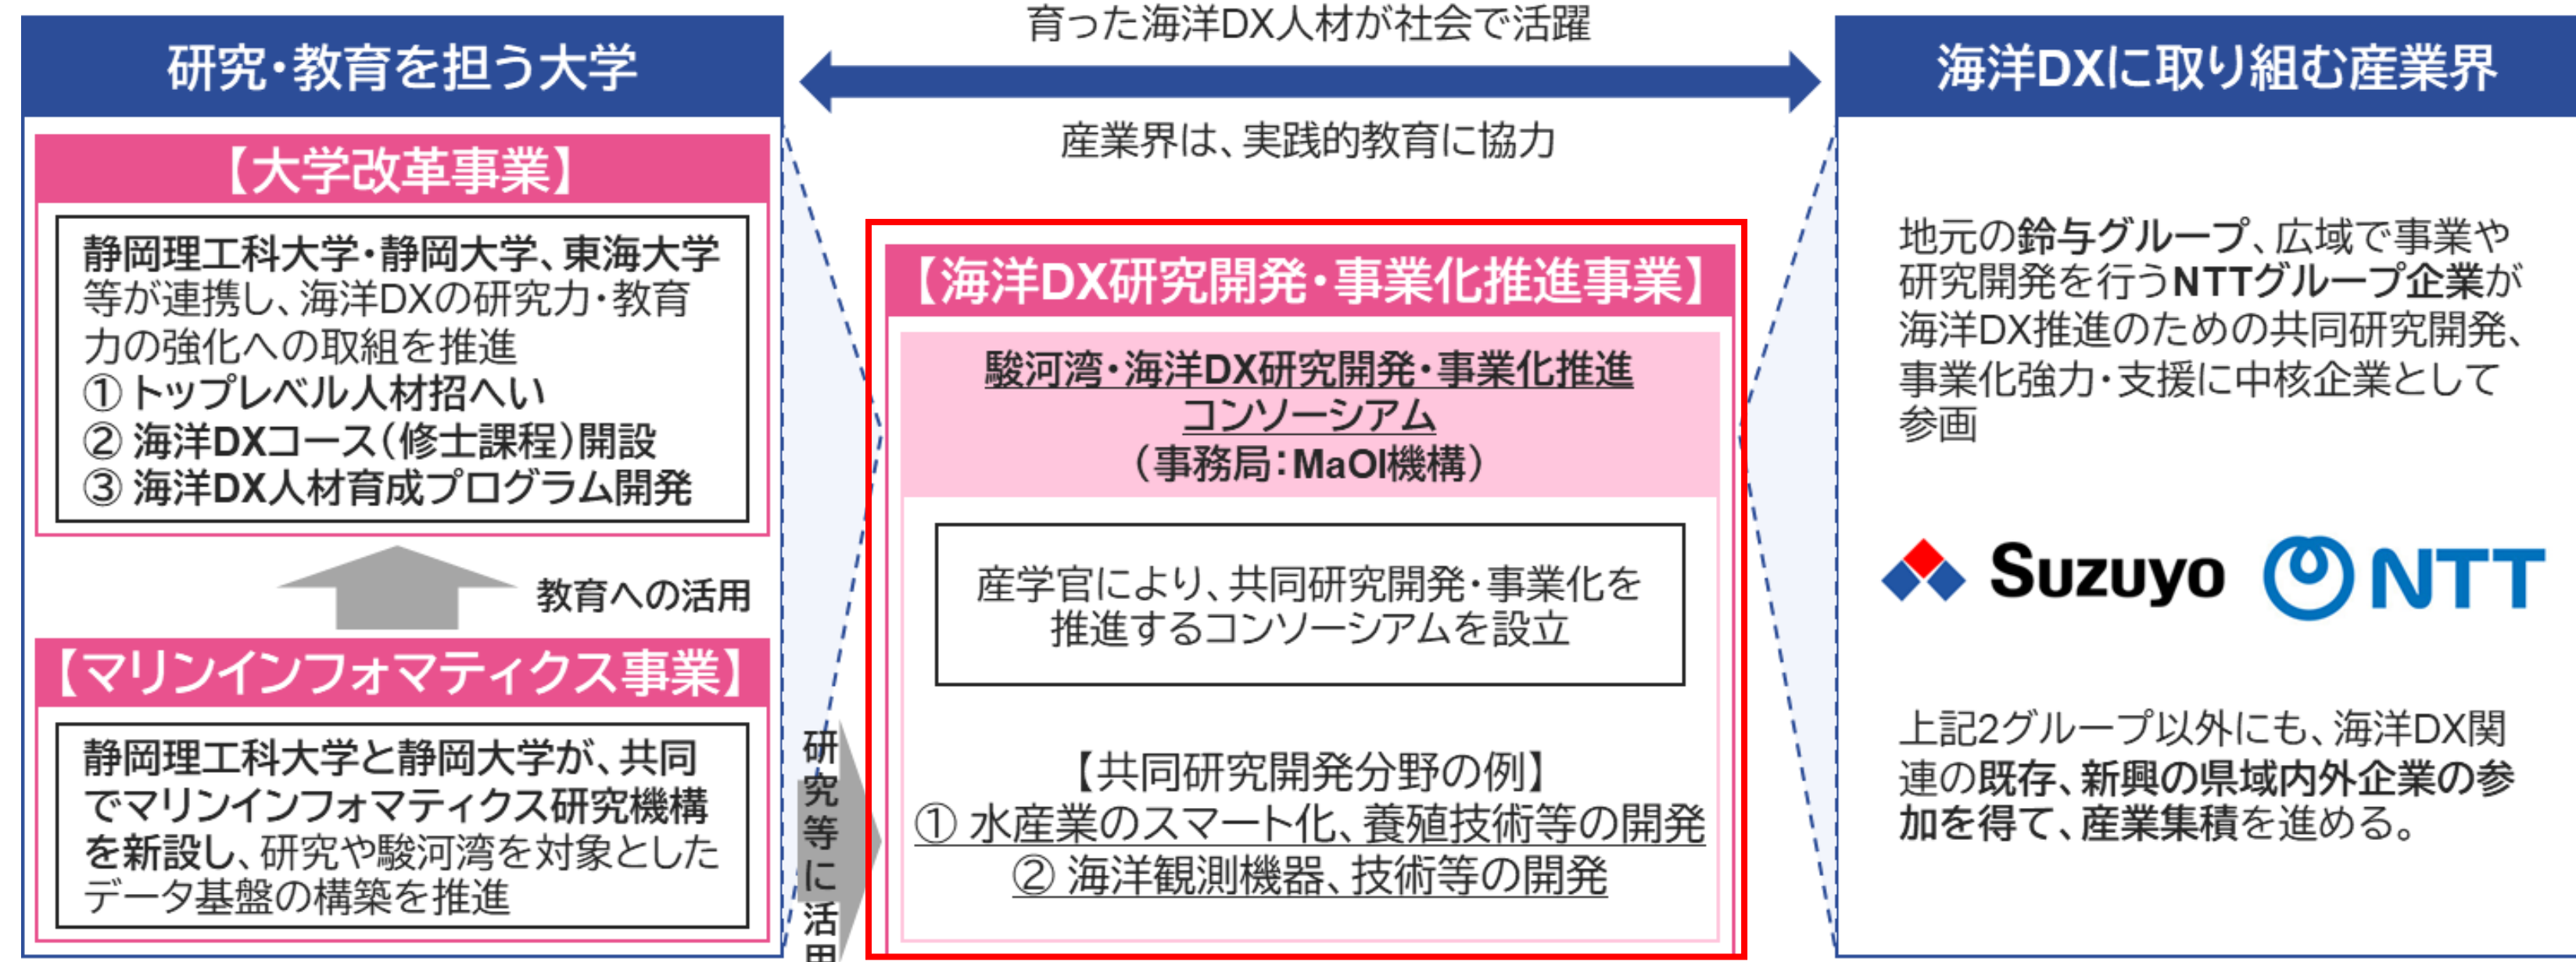 育った海洋DX人材が社会で活躍
産業界は、実践的教育に協力
研究・教育を担う大学
【大学改革事業】
静岡理工科大学・静岡大学、東海大学
等が連携し、海洋DXの研究力・教育
力の強化への取組を推進
① トップレベル人材招へい
② 海洋DXコース（修士課程）開設
③ 海洋DX人材育成プログラム開発
教育への活用
【マリンインフォマティクス事業】
静岡理工科大学と静岡大学が、共同
でマリンインフォマティクス研究機構
を新設し、研究や駿河湾を対象とした
データ基盤の構築を推進
研究等に活用
【海洋DX研究開発・事業化推進事業】
駿河湾・海洋DX研究開発・事業化推進
コンソーシアム
（事務局：MaOI機構）
産学官により、共同研究開発・事業化を
推進するコンソーシアムを設立
【共同研究開発分野の例】
① 水産業のスマート化、養殖技術等の開発
② 海洋観測機器、技術等の開発
海洋DXに取り組む産業界
地元の鈴与グループ、広域で事業や
研究開発を行うNTTグループ企業が
海洋DX推進のための共同研究開発、
事業化強力・支援に中核企業として
参画
Suzuyo NTT
上記2グループ以外にも、海洋DX関
連の既存、新興の県域内外企業の参
加を得て、産業集積を進める。